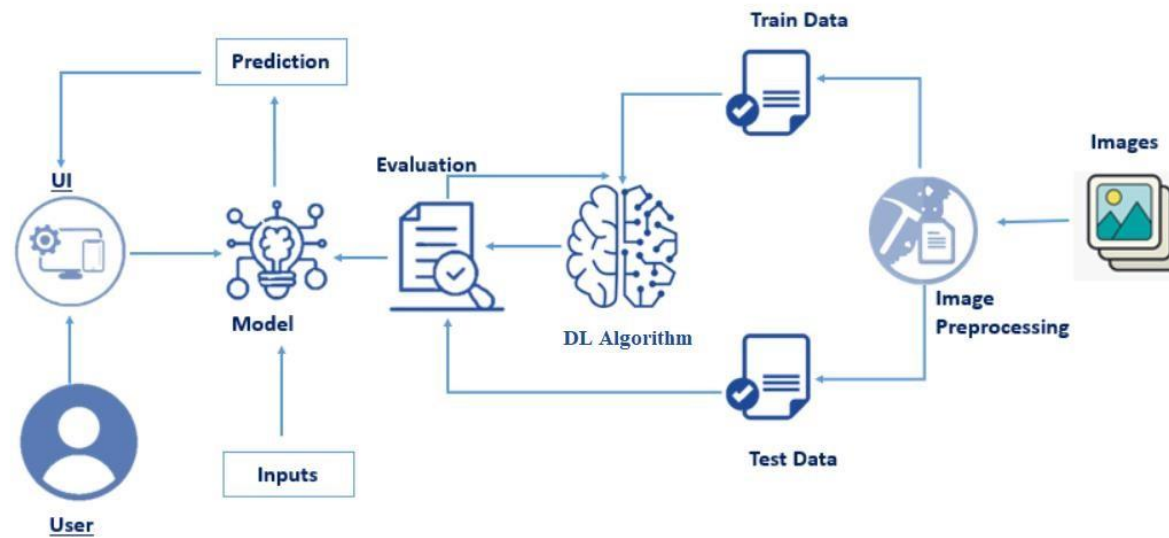 Train Data
Prediction
Images
Evaluation
UI
Image
Preprocessing
Model
DL Algorithm
Test Data
Inputs
User